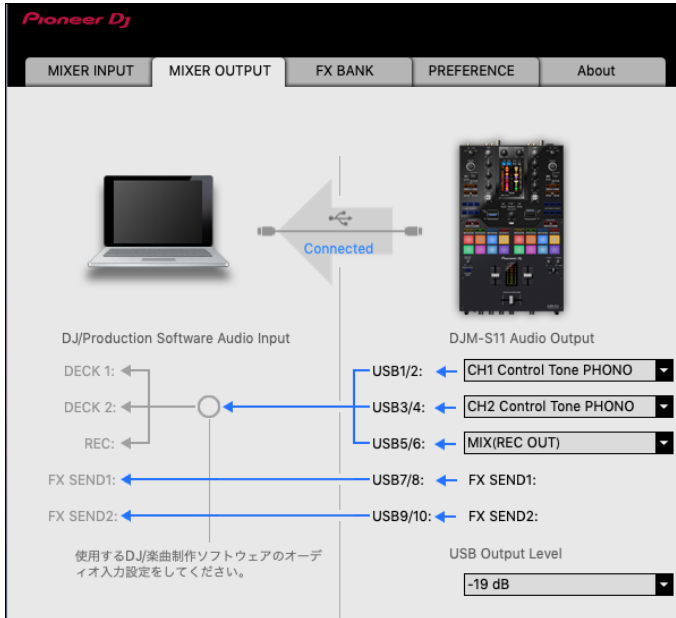 Pioneer Dj
MIXER INPUT
MIXER OUTPUT
FX BANK
PREFERENCE
About
Connected
DJ/Production Software Audio Input
DJM-S11 Audio Output
DECK 1:
USB1/2:
CH1 Control Tone PHONO
DECK 2:
USB3/4:
CH2 Control Tone PHONO
REC:
USB5/6:
MIX(REC OUT)
FX SEND1:
USB7/8:
FX SEND1:
FX SEND2:
USB9/10:
FX SEND2:
使用するDJ/楽曲制作ソフトウェアのオーデ
ィオ入力設定をしてください。
USB Output Level
-19 dB